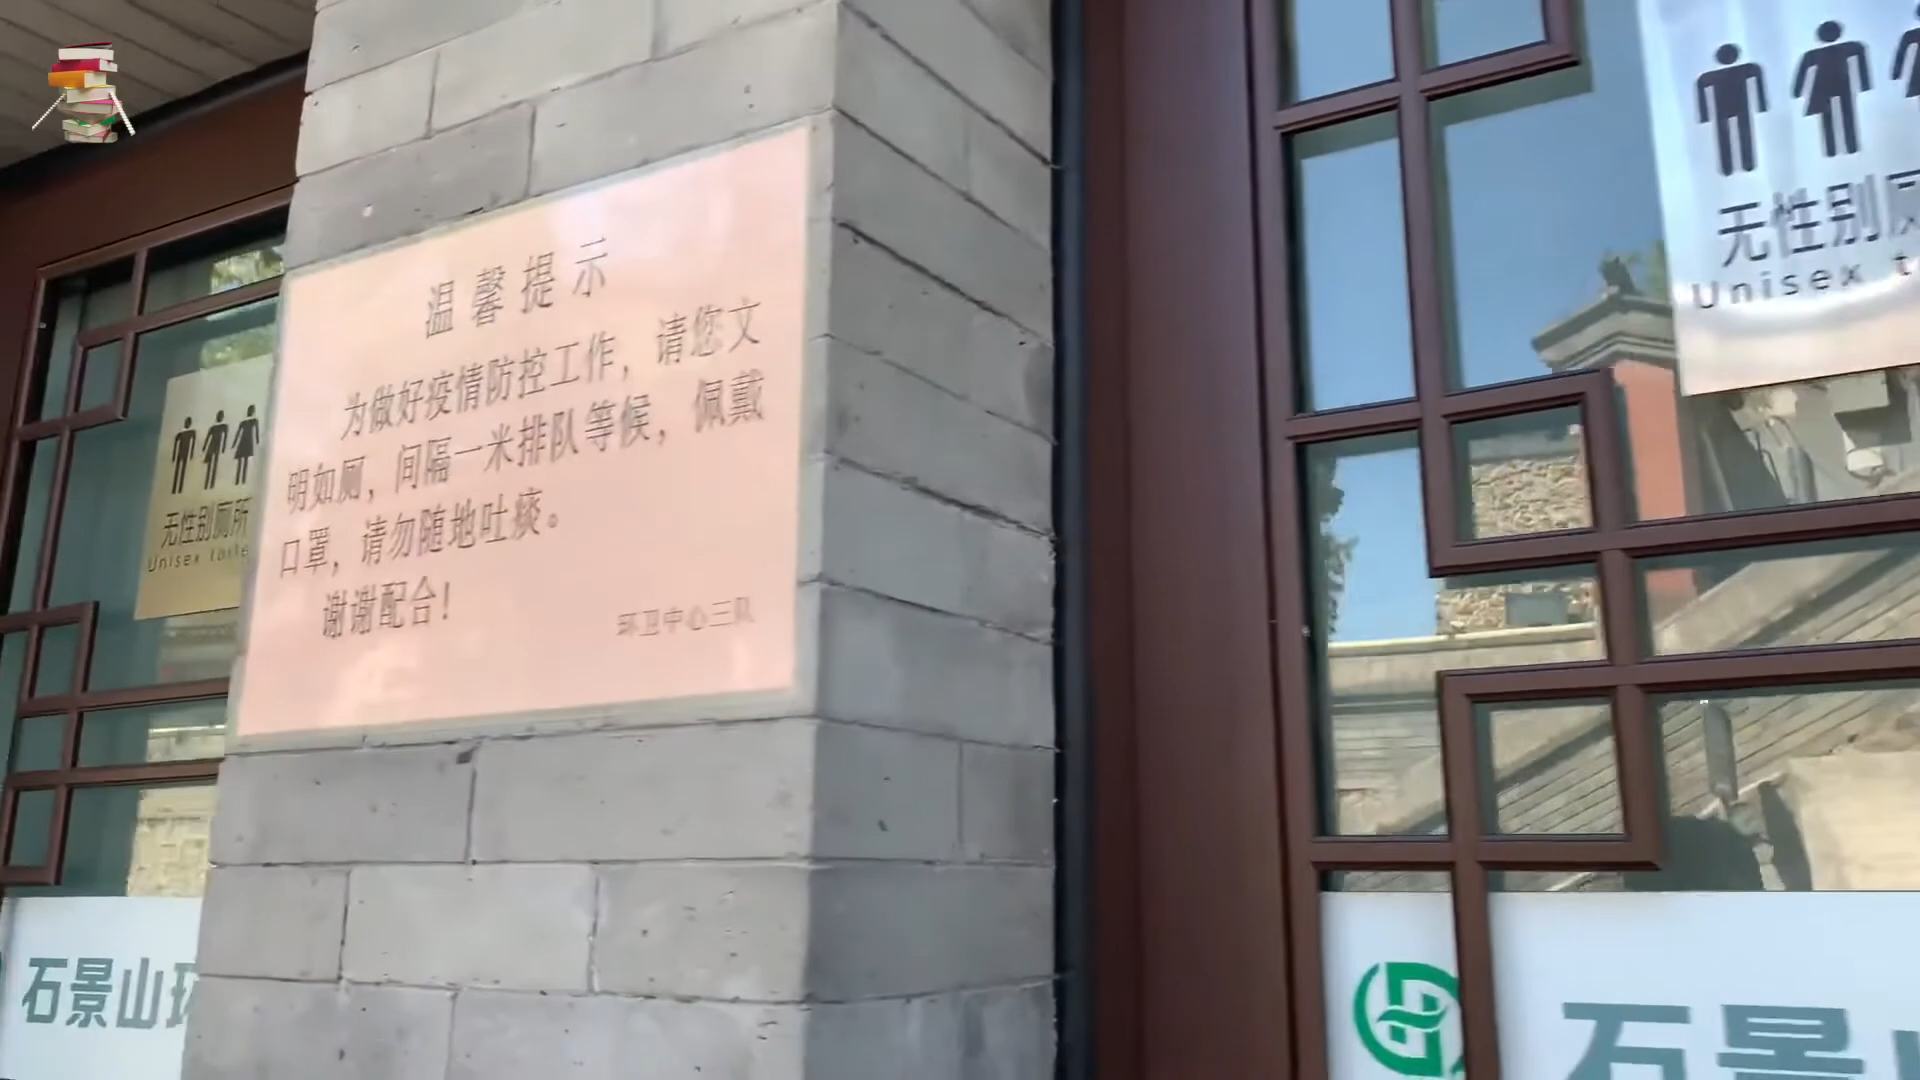 温馨提示
为做好疫情防控工作，请您文
明如厕，间隔一米排队等候，佩戴
口罩，请勿随地吐痰。
谢谢配合！
环卫中心三队
无性别厕所
Unisex toile
石景山环
无性别厕
Unisex t
石景山